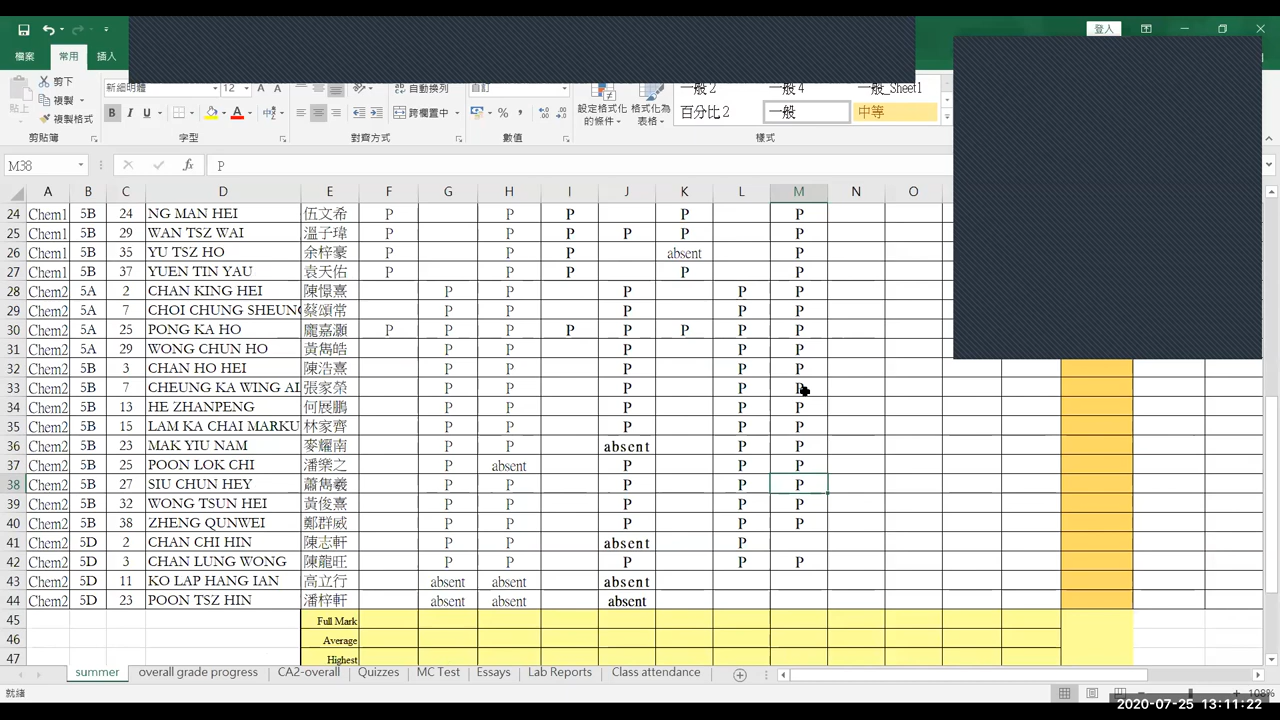 登入
檔案 常用 插入
剪下
複製
貼上 複製格式
剪貼簿
新細明體 12 A A
B I U
字型
自動換列
跨欄置中
對齊方式
自訂
% ,
數值
設定格式化的條件 格式化為表格
一般 2 一般 4 一般_Sheet1
百分比 2 一般 中等
樣式
M38 fx P
A B C D E F G H I J K L M N O
24 Chem1 5B 24 NG MAN HEI 伍文希 P P P P P
25 Chem1 5B 29 WAN TSZ WAI 溫子瑋 P P P P P P
26 Chem1 5B 35 YU TSZ HO 余梓豪 P P P absent P
27 Chem1 5B 37 YUEN TIN YAU 袁天佑 P P P P P
28 Chem2 5A 2 CHAN KING HEI 陳憬熹 P P P P P
29 Chem2 5A 7 CHOI CHUNG SHEUNG 蔡頌常 P P P P P
30 Chem2 5A 25 PONG KA HO 龐嘉灝 P P P P P P P P
31 Chem2 5A 29 WONG CHUN HO 黃雋皓 P P P P P
32 Chem2 5B 3 CHAN HO HEI 陳浩熹 P P P P P
33 Chem2 5B 7 CHEUNG KA WING AL 張家榮 P P P P P
34 Chem2 5B 13 HE ZHANPENG 何展鵬 P P P P P
35 Chem2 5B 15 LAM KA CHAI MARKU 林家齊 P P P P P
36 Chem2 5B 23 MAK YIU NAM 麥耀南 P P absent P P
37 Chem2 5B 25 POON LOK CHI 潘樂之 P absent P P P
38 Chem2 5B 27 SIU CHUN HEY 蕭雋羲 P P P P P
39 Chem2 5B 32 WONG TSUN HEI 黃俊熹 P P P P P
40 Chem2 5B 38 ZHENG QUNWEI 鄭群威 P P P P P
41 Chem2 5D 2 CHAN CHI HIN 陳志軒 P P absent P
42 Chem2 5D 3 CHAN LUNG WONG 陳龍旺 P P P P P
43 Chem2 5D 11 KO LAP HANG IAN 高立行 absent absent absent
44 Chem2 5D 23 POON TSZ HIN 潘梓軒 absent absent absent
45 Full Mark
46 Average
47 Highest
summer overall grade progress CA2-overall Quizzes MC Test Essays Lab Reports Class attendance
就緒 108%
2020-07-25 13:11:22